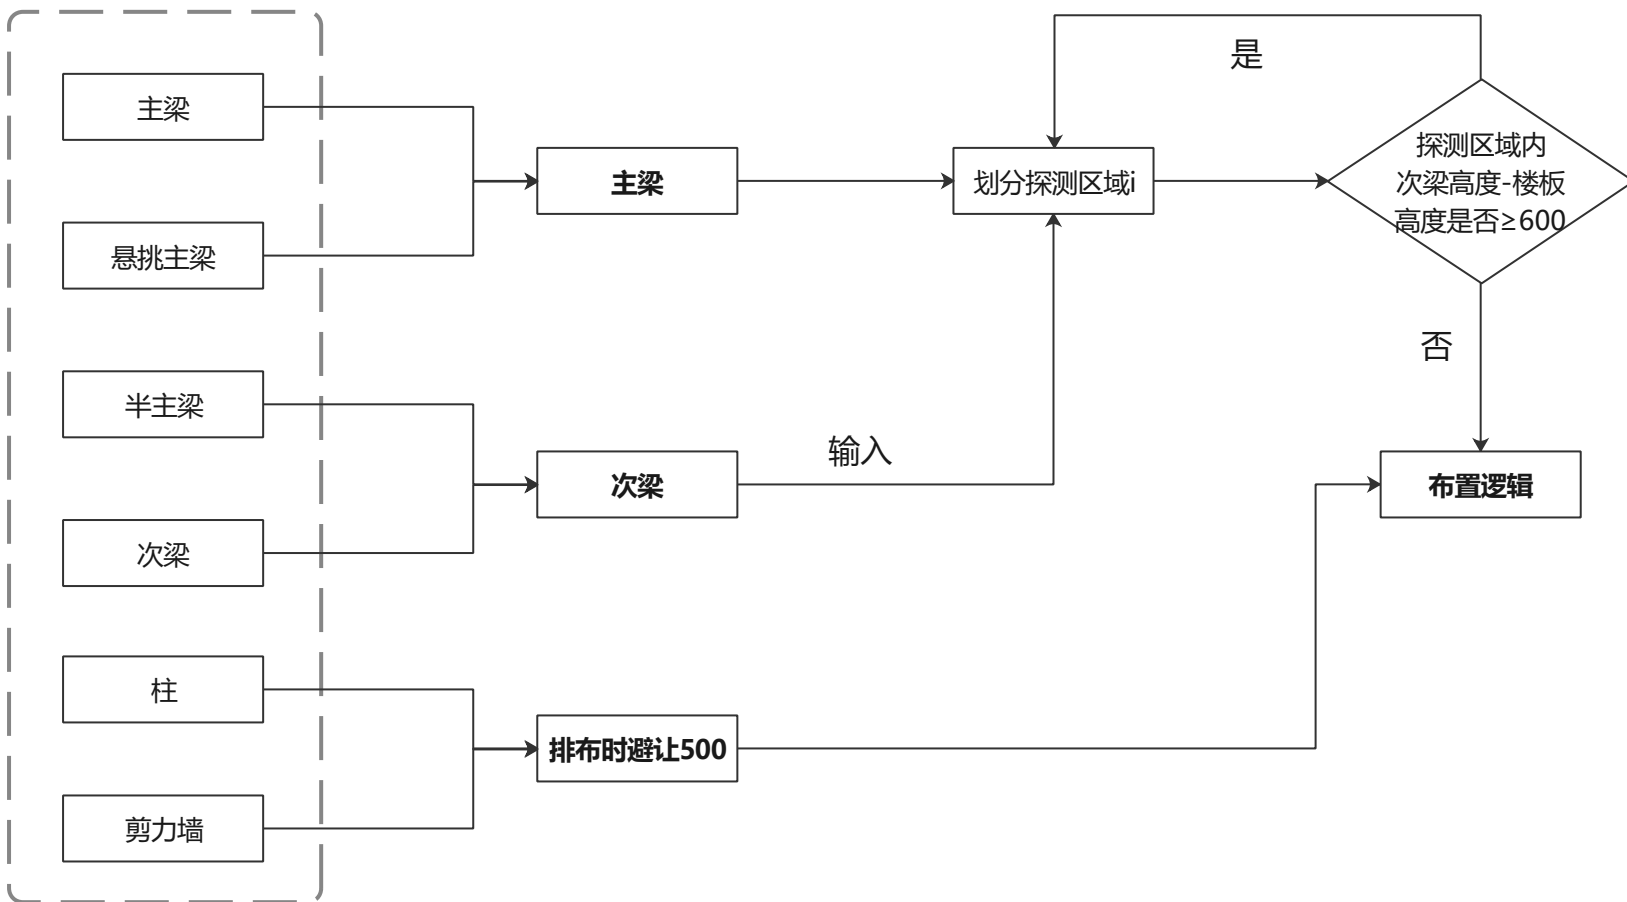 主梁
悬挑主梁
半主梁
次梁
柱
剪力墙
主梁
次梁
排布时避让500
输入
划分探测区域i
是
探测区域内
次梁高度-楼板
高度是否≥600
否
布置逻辑